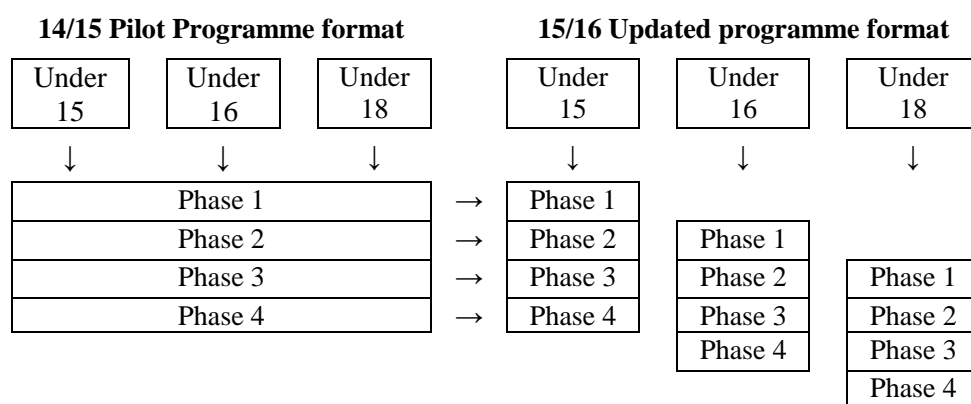 14/15 Pilot Programme format 15/16 Updated programme format
Under Under Under Under Under Under
15 16 18 15 16 18
↓ ↓ ↓ ↓ ↓ ↓
Phase 1 → Phase 1
Phase 2 → Phase 2 Phase 1
Phase 3 → Phase 3 Phase 2 Phase 1
Phase 4 → Phase 4 Phase 3 Phase 2
Phase 4 Phase 3
Phase 4